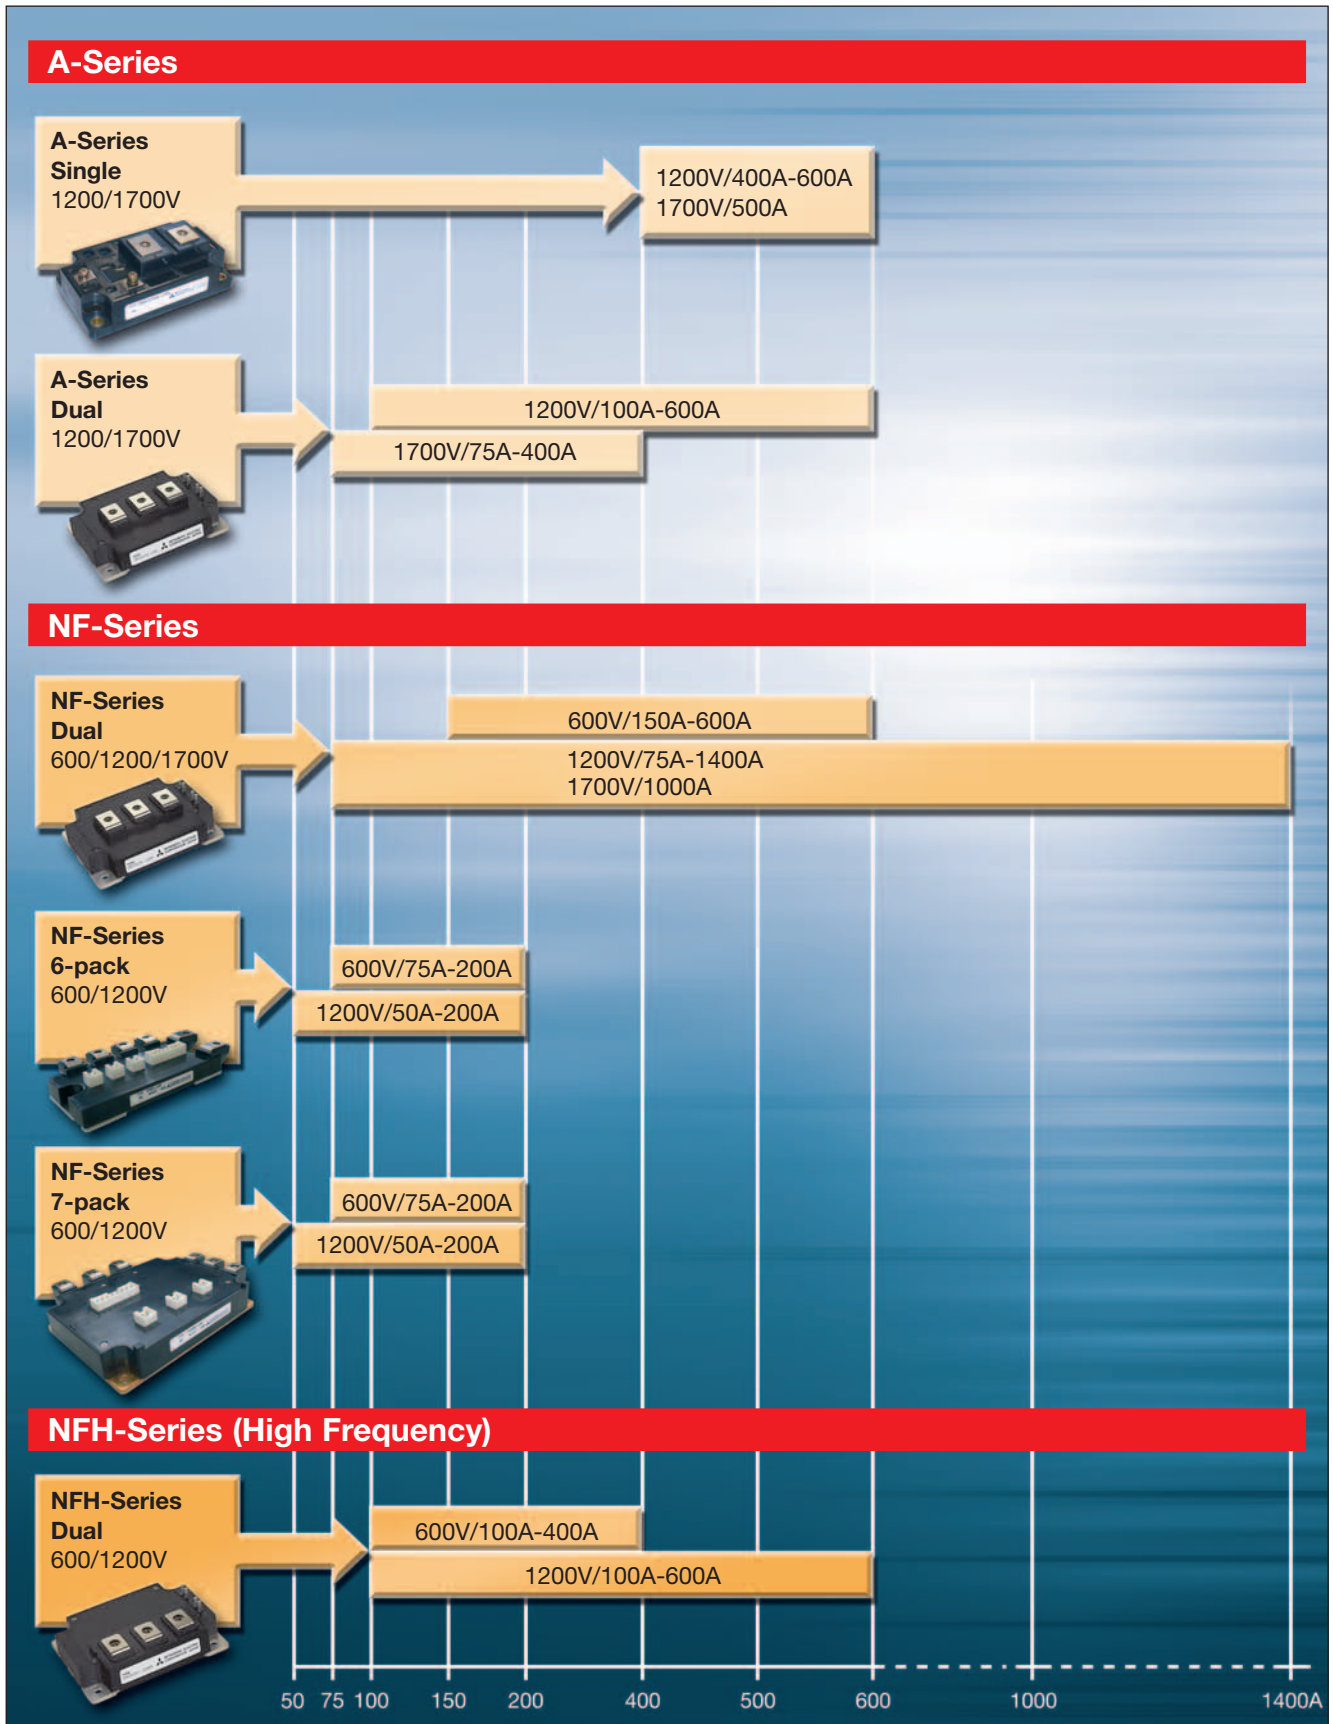 A-Series
A-Series
Single
1200/1700V
1200V/400A-600A
1700V/500A
A-Series
Dual
1200/1700V
1200V/100A-600A
1700V/75A-400A
NF-Series
NF-Series
Dual
600/1200/1700V
600V/150A-600A
1200V/75A-1400A
1700V/1000A
NF-Series
6-pack
600/1200V
600V/75A-200A
1200V/50A-200A
NF-Series
7-pack
600/1200V
600V/75A-200A
1200V/50A-200A
NFH-Series (High Frequency)
NFH-Series
Dual
600/1200V
600V/100A-400A
1200V/100A-600A
50 75 100 150 200 400 500 600 1000 1400A